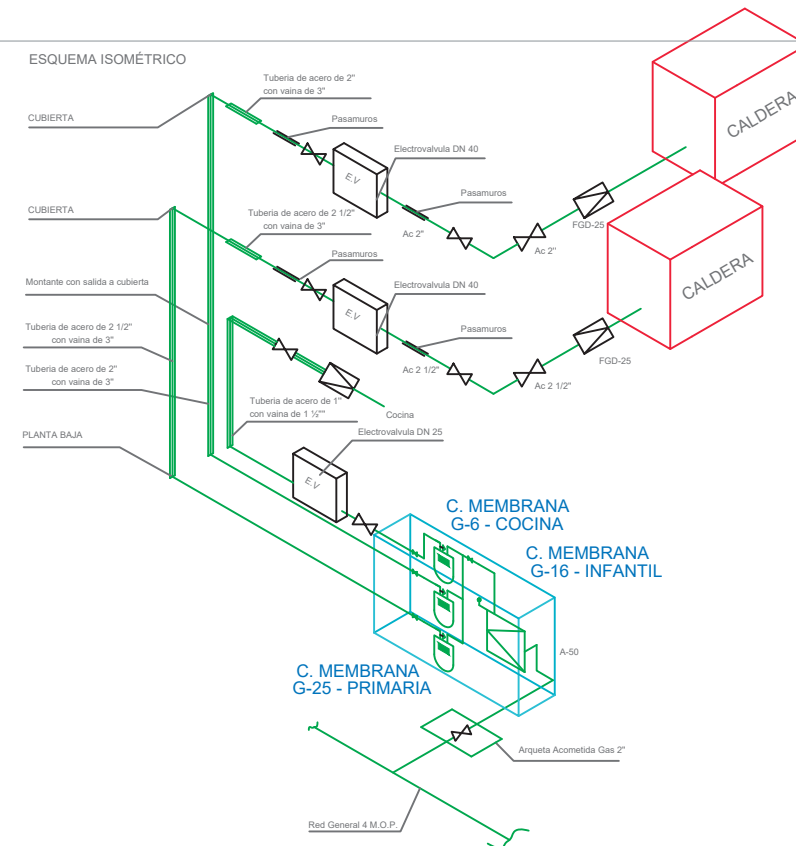 ESQUEMA ISOMÉTRICO
Tuberia de acero de 2"
con vaina de 3"
CUBIERTA
Pasamuros
Electrovalvula DN 40
E.V
Pasamuros
Ac 2"
Ac 2"
FGD-25
CALDERA
CUBIERTA
Tuberia de acero de 2 1/2"
con vaina de 3"
Pasamuros
Electrovalvula DN 40
E.V
Pasamuros
Ac 2 1/2"
Ac 2 1/2"
FGD-25
CALDERA
Montante con salida a cubierta
Tuberia de acero de 2 1/2"
con vaina de 3"
Tuberia de acero de 2"
con vaina de 3"
Tuberia de acero de 1"
con vaina de 1 ½""
Cocina
PLANTA BAJA
Electrovalvula DN 25
E.V
C. MEMBRANA
G-6 - COCINA
C. MEMBRANA
G-16 - INFANTIL
A-50
C. MEMBRANA
G-25 - PRIMARIA
Arqueta Acometida Gas 2"
Red General 4 M.O.P.